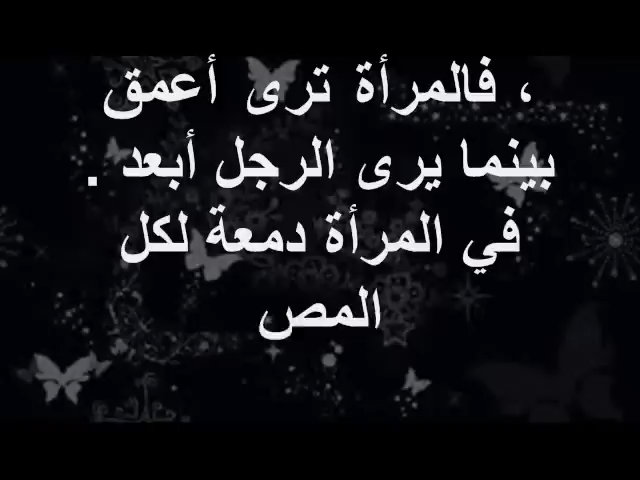 ، فالمرأة ترى أعمق
بينما يرى الرجل أبعد .
في المرأة دمعة لكل
المص